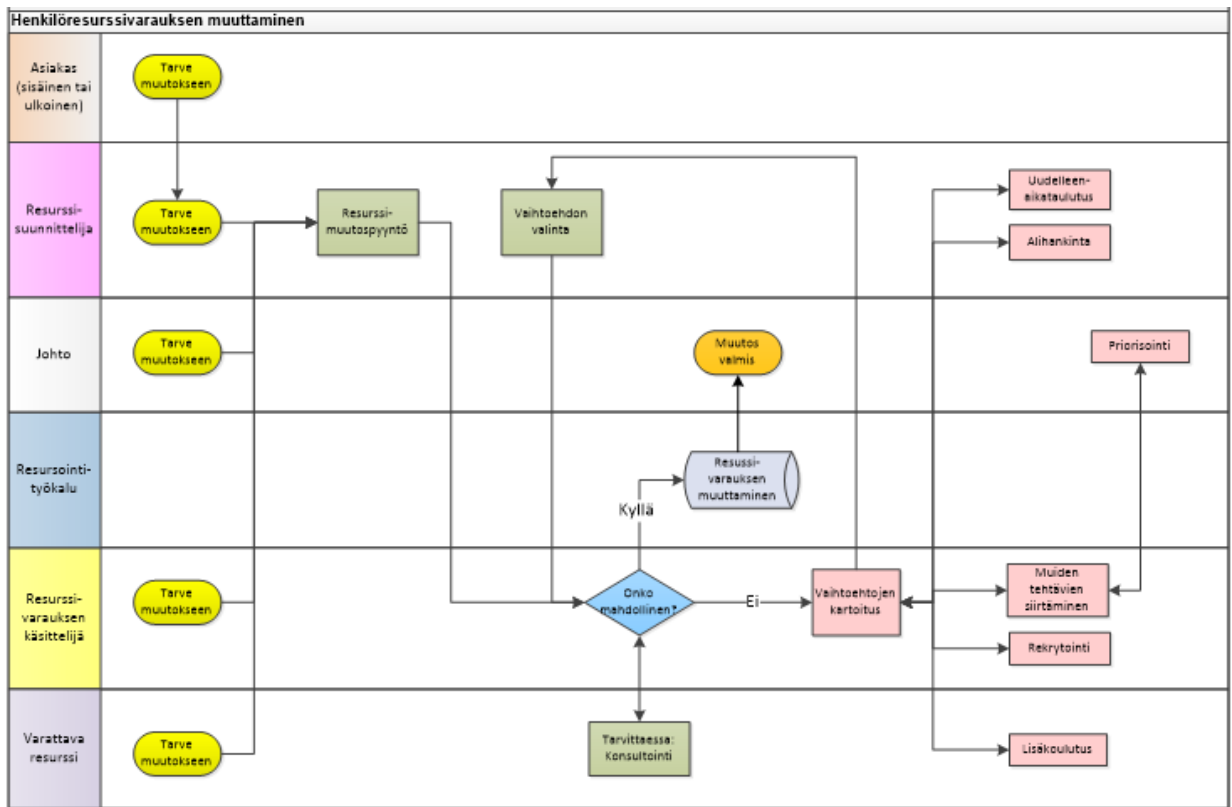 Henkilöresurssivarauksen muuttaminen
Asiakas
(sisäinen tai
ulkoinen)
Tarve
muutokseen
Resurssi-
suunnittelija
Tarve
muutokseen
Resurssi-
muutospyyntö
Vaihtoehdon
valinta
Uudelleen-
aikataulutus
Alihankinta
Johto
Tarve
muutokseen
Muutos
valmis
Priorisointi
Resursointi-
työkalu
Resussi-
varauksen
muuttaminen
Kyllä
Resurssi-
varauksen
käsittelijä
Tarve
muutokseen
Onko
mahdollinen?
Ei
Vaihtoehtojen
kartoitus
Muiden
tehtävien
siirtäminen
Rekrytointi
Varattava
resurssi
Tarve
muutokseen
Tarvittaessa:
Konsultointi
Lisäkoulutus